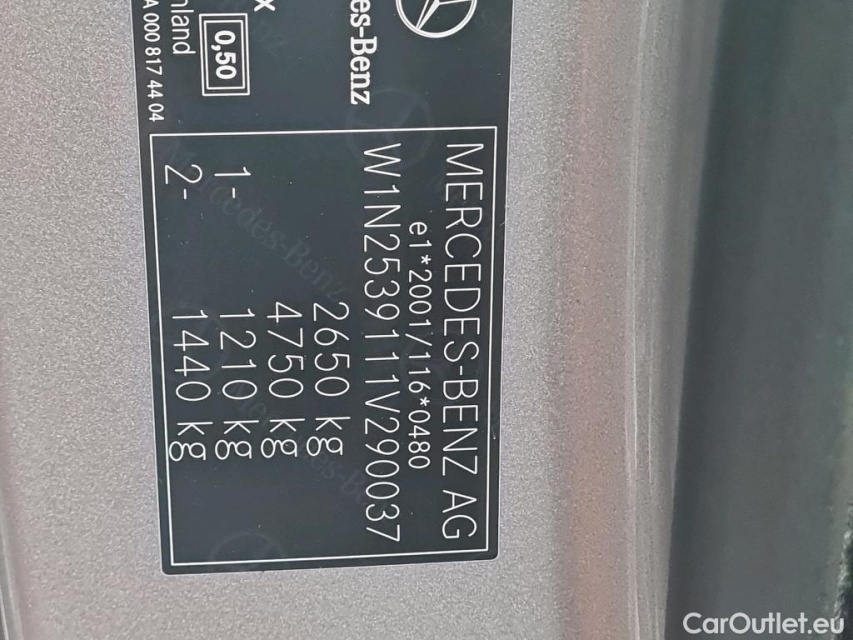 des-Benz
x
nland
0,50
A 000 817 44 04
MERCEDES-BENZ AG
e1*2001/116*0480
W1N2539111V290037
2650 kg
4750 kg
1- 1210 kg
2- 1440 kg
CarOutlet.eu